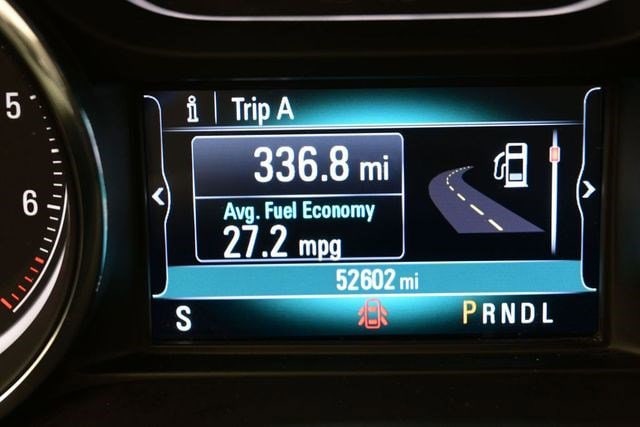 5
6
i Trip A
336.8 mi
Avg. Fuel Economy
27.2 mpg
52602 mi
S PRNDL